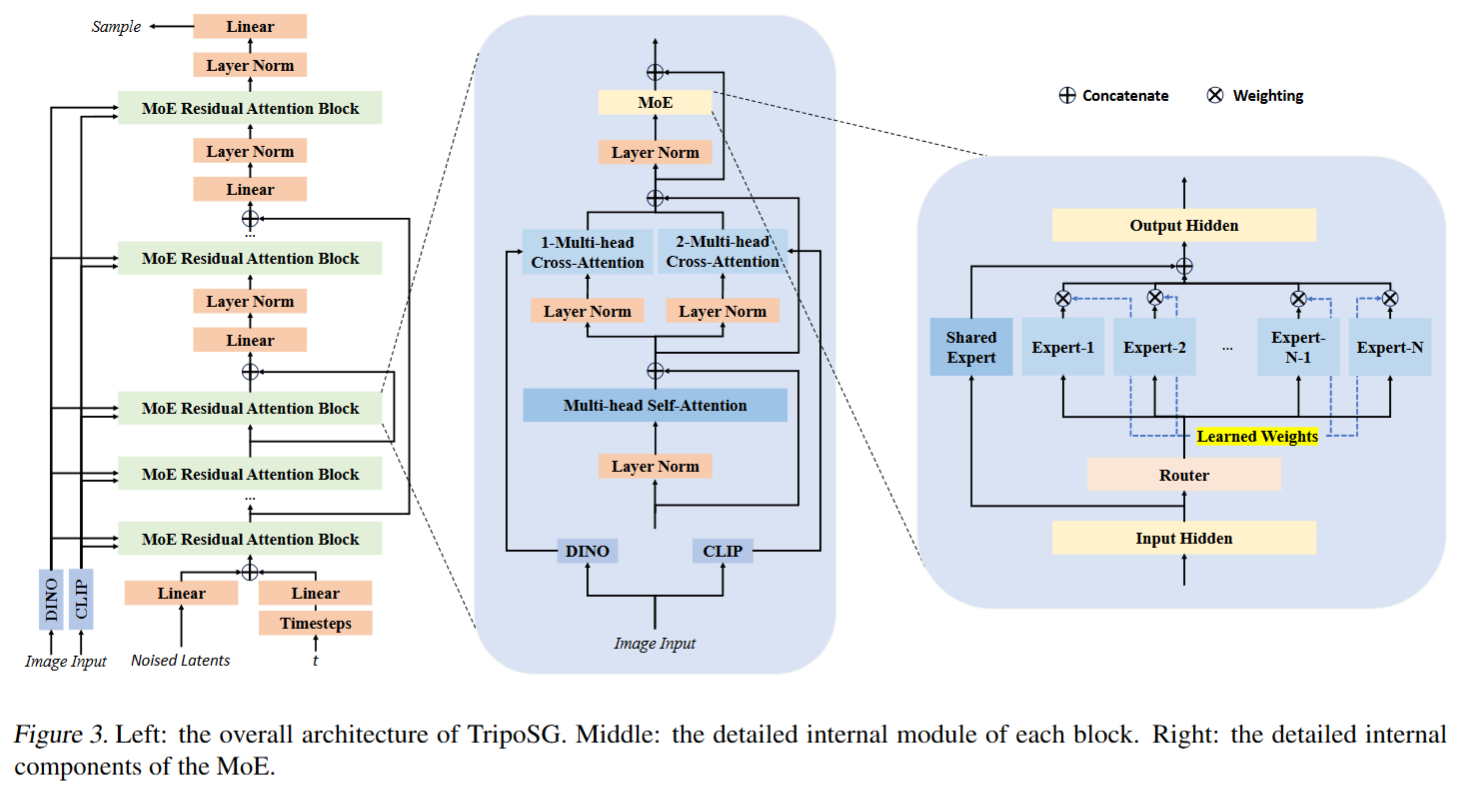 Sample
Linear
Layer Norm
MoE Residual Attention Block
Layer Norm
Linear
...
MoE Residual Attention Block
Layer Norm
Linear
MoE Residual Attention Block
MoE Residual Attention Block
...
MoE Residual Attention Block
DINO
CLIP
Linear
Linear
Timesteps
Image Input
Noised Latents
t
MoE
Layer Norm
1-Multi-head
Cross-Attention
2-Multi-head
Cross-Attention
Layer Norm
Layer Norm
Multi-head Self-Attention
Layer Norm
DINO
CLIP
Image Input
Concatenate
Weighting
Output Hidden
Shared
Expert
Expert-1
Expert-2
...
Expert-
N-1
Expert-N
Learned Weights
Router
Input Hidden
Figure 3. Left: the overall architecture of TripoSG. Middle: the detailed internal module of each block. Right: the detailed internal
components of the MoE.